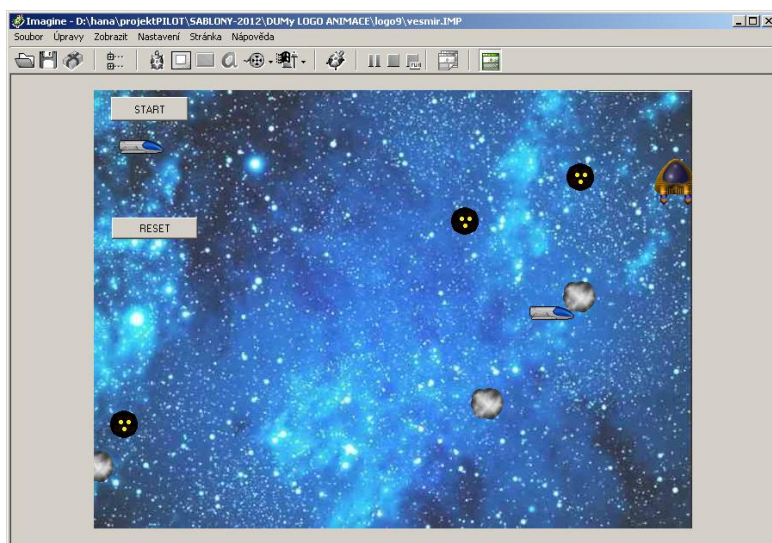 Imagine - D:\hana\projektPILOT\SABLONY-2012\DUMy LOGO ANIMACE\logo9\vesmir.IMP
Soubor Úpravy Zobrazit Nastavení Stránka Nápověda
START
RESET